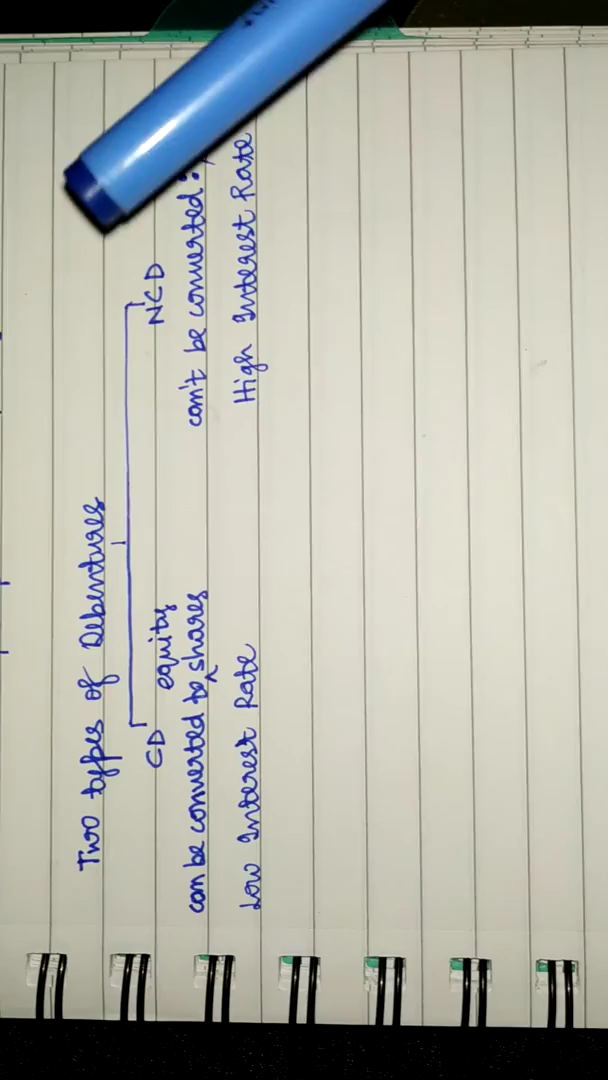 Two types of Debentures
CD NCD
equity
can be converted to ^ shares can't be converted
Low Interest Rate High Interest Rate